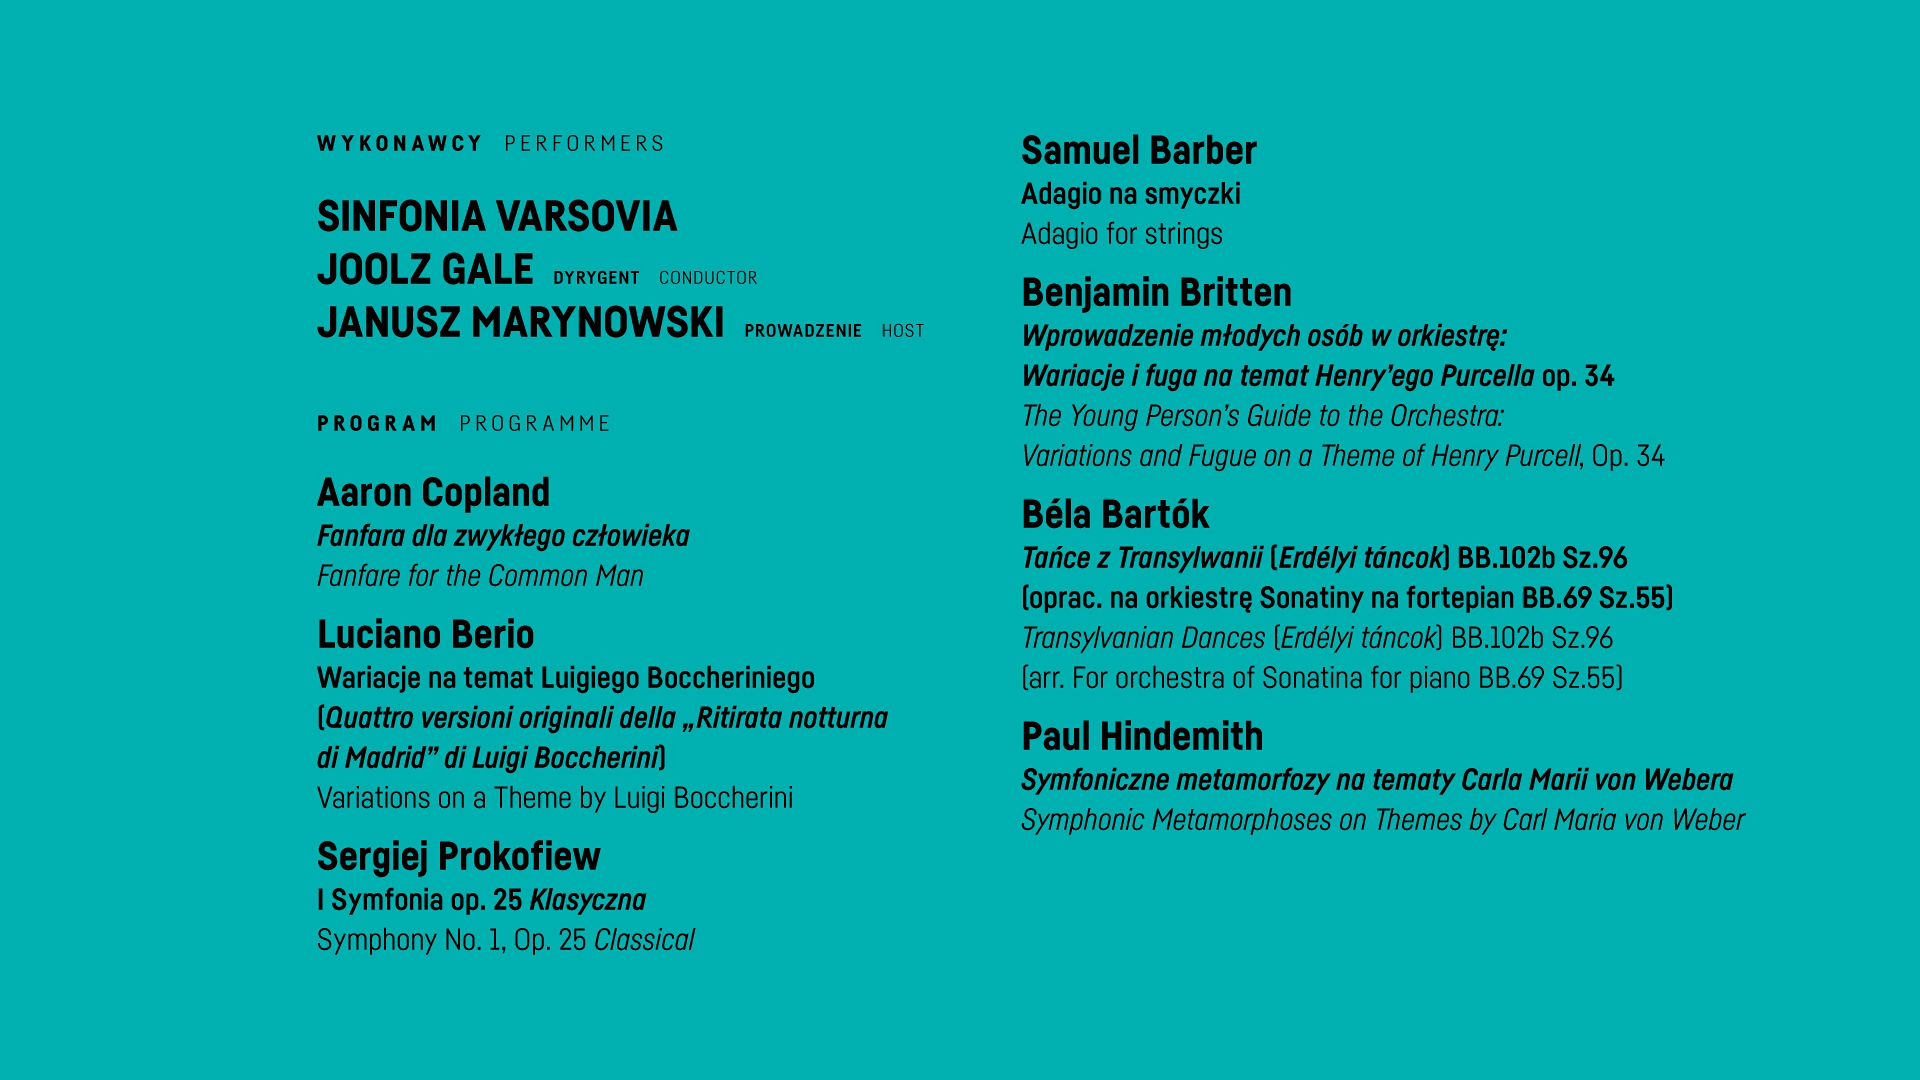 WYKONAWCY PERFORMERS
SINFONIA VARSOVIA
JOOLZ GALE DYRYGENT CONDUCTOR
JANUSZ MARYNOWSKI PROWADZENIE HOST
PROGRAM PROGRAMME
Aaron Copland
Fanfara dla zwykłego człowieka
Fanfare for the Common Man
Luciano Berio
Wariacje na temat Luigiego Boccheriniego
(Quattro versioni originali della „Ritirata notturna
di Madrid” di Luigi Boccherini)
Variations on a Theme by Luigi Boccherini
Sergiej Prokofiew
I Symfonia op. 25 Klasyczna
Symphony No. 1, Op. 25 Classical
Samuel Barber
Adagio na smyczki
Adagio for strings
Benjamin Britten
Wprowadzenie młodych osób w orkiestrę:
Wariacje i fuga na temat Henry’ego Purcella op. 34
The Young Person’s Guide to the Orchestra:
Variations and Fugue on a Theme of Henry Purcell, Op. 34
Béla Bartók
Tańce z Transylwanii (Erdélyi táncok) BB.102b Sz.96
(oprac. na orkiestrę Sonatiny na fortepian BB.69 Sz.55)
Transylvanian Dances (Erdélyi táncok) BB.102b Sz.96
(arr. For orchestra of Sonatina for piano BB.69 Sz.55)
Paul Hindemith
Symfoniczne metamorfozy na tematy Carla Marii von Webera
Symphonic Metamorphoses on Themes by Carl Maria von Weber